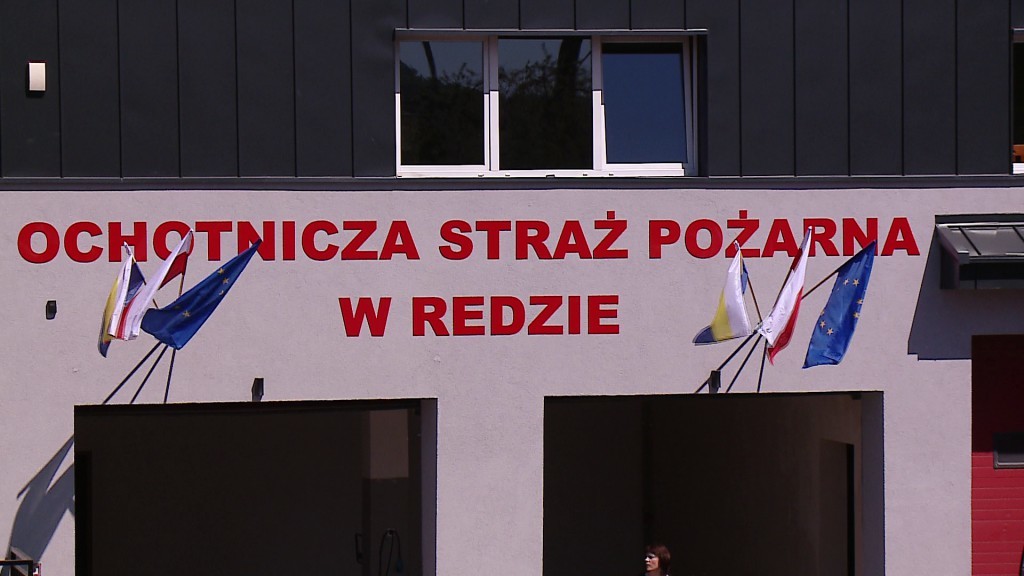 OCHOTNICZA STRAŻ POŻARNA
W REDZIE